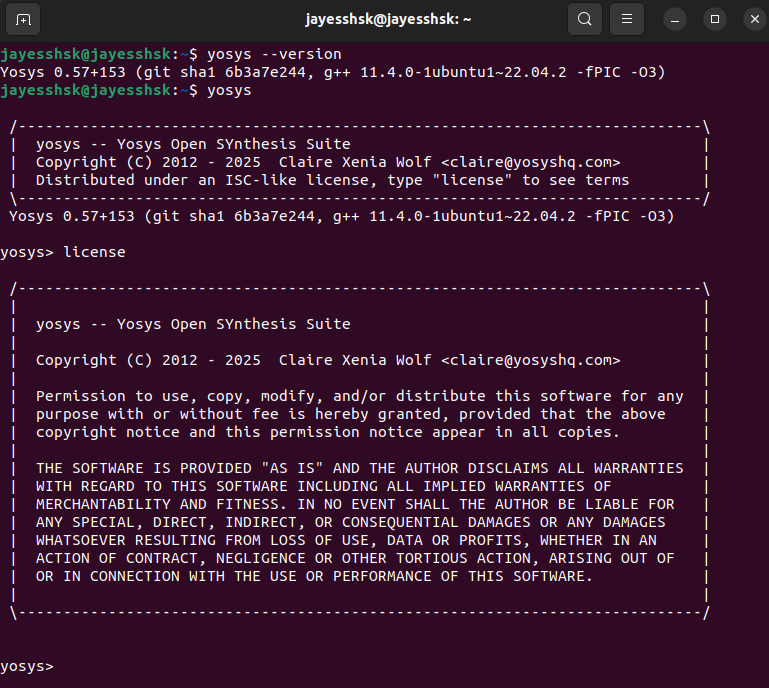 jayesshsk@jayesshsk: ~
jayesshsk@jayesshsk:~$ yosys --version
Yosys 0.57+153 (git sha1 6b3a7e244, g++ 11.4.0-1ubuntu1~22.04.2 -fPIC -O3)
jayesshsk@jayesshsk:~$ yosys
/----------------------------------------------------------------------------\
|  yosys -- Yosys Open SYnthesis Suite                                       |
|  Copyright (C) 2012 - 2025  Claire Xenia Wolf <claire@yosyshq.com>         |
|  Distributed under an ISC-like license, type "license" to see terms        |
\----------------------------------------------------------------------------/
Yosys 0.57+153 (git sha1 6b3a7e244, g++ 11.4.0-1ubuntu1~22.04.2 -fPIC -O3)
yosys> license
/----------------------------------------------------------------------------\
|                                                                            |
|  yosys -- Yosys Open SYnthesis Suite                                       |
|                                                                            |
|  Copyright (C) 2012 - 2025  Claire Xenia Wolf <claire@yosyshq.com>         |
|                                                                            |
|  Permission to use, copy, modify, and/or distribute this software for any  |
|  purpose with or without fee is hereby granted, provided that the above    |
|  copyright notice and this permission notice appear in all copies.         |
|                                                                            |
|  THE SOFTWARE IS PROVIDED "AS IS" AND THE AUTHOR DISCLAIMS ALL WARRANTIES  |
|  WITH REGARD TO THIS SOFTWARE INCLUDING ALL IMPLIED WARRANTIES OF          |
|  MERCHANTABILITY AND FITNESS. IN NO EVENT SHALL THE AUTHOR BE LIABLE FOR   |
|  ANY SPECIAL, DIRECT, INDIRECT, OR CONSEQUENTIAL DAMAGES OR ANY DAMAGES    |
|  WHATSOEVER RESULTING FROM LOSS OF USE, DATA OR PROFITS, WHETHER IN AN     |
|  ACTION OF CONTRACT, NEGLIGENCE OR OTHER TORTIOUS ACTION, ARISING OUT OF   |
|  OR IN CONNECTION WITH THE USE OR PERFORMANCE OF THIS SOFTWARE.            |
|                                                                            |
\----------------------------------------------------------------------------/
yosys>